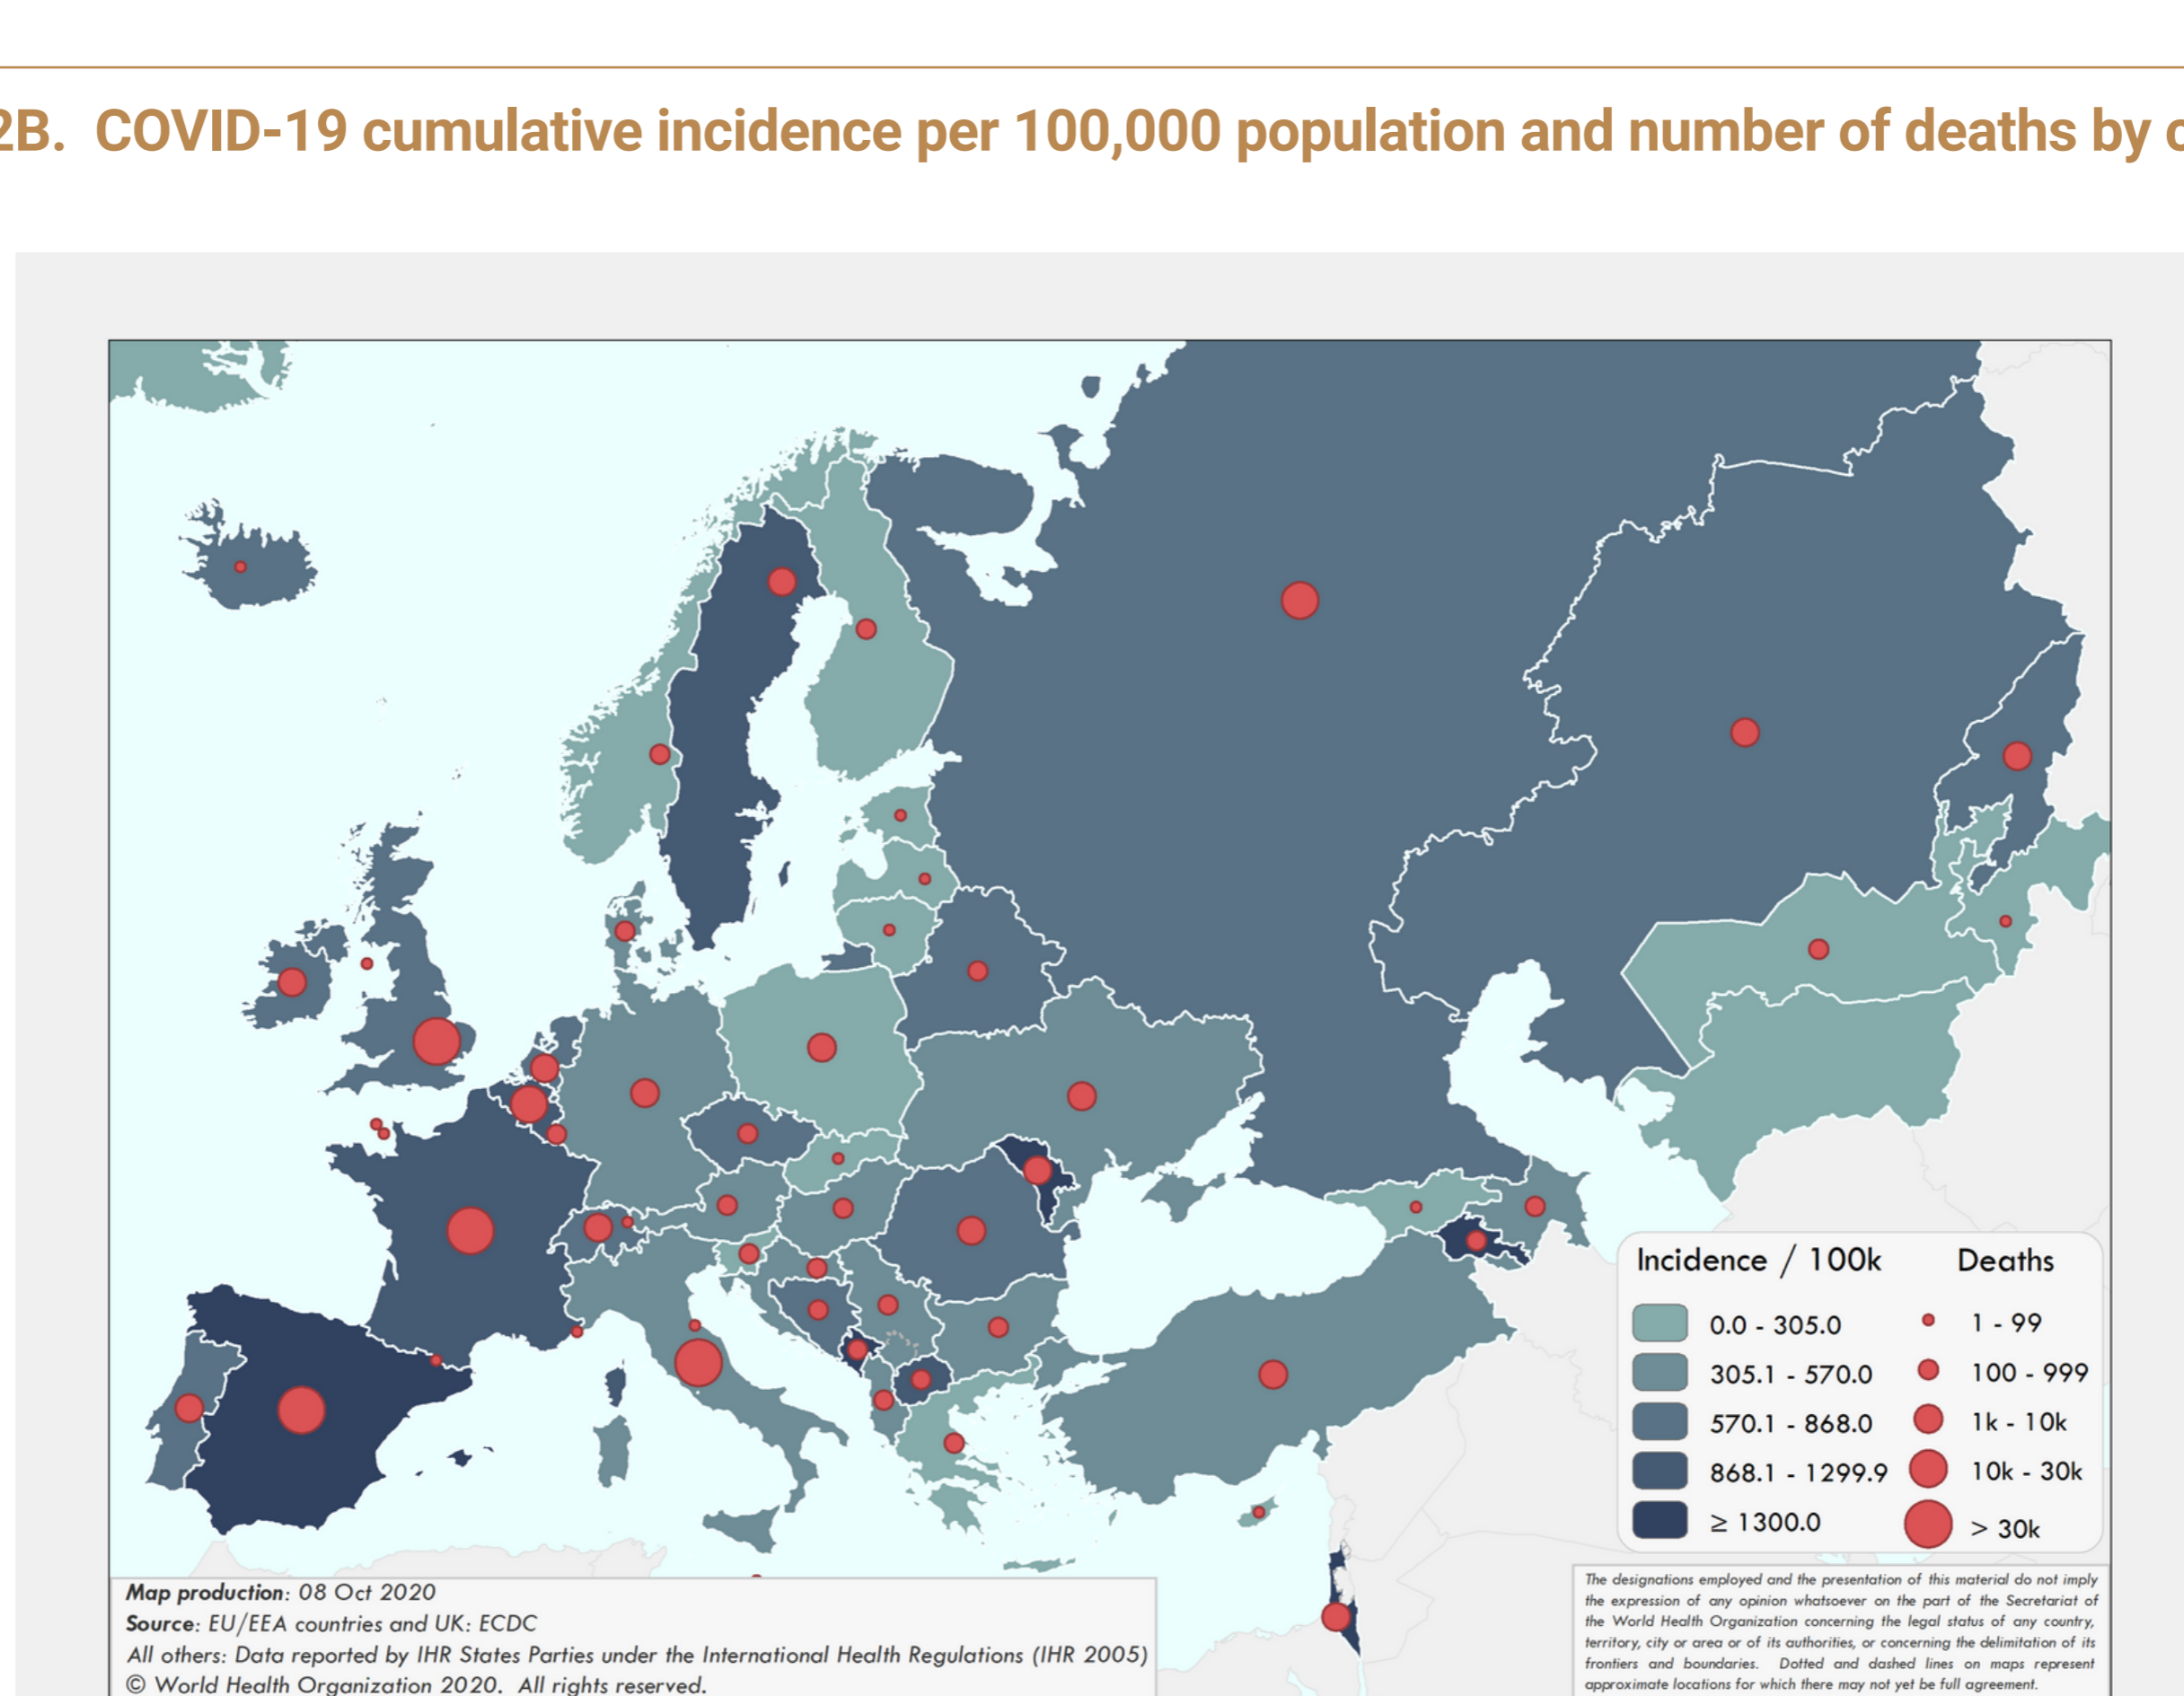 2B. COVID-19 cumulative incidence per 100,000 population and number of deaths by
Incidence / 100k
Deaths
0.0 - 305.0
1 - 99
305.1 - 570.0
100 - 999
570.1 - 868.0
1k - 10k
868.1 - 1299.9
10k - 30k
≥ 1300.0
> 30k
Map production: 08 Oct 2020
Source: EU/EEA countries and UK: ECDC
All others: Data reported by IHR States Parties under the International Health Regulations (IHR 2005)
© World Health Organization 2020. All rights reserved.
The designations employed and the presentation of this material do not imply
the expression of any opinion whatsoever on the part of the Secretariat of
the World Health Organization concerning the legal status of any country,
territory, city or area or of its authorities, or concerning the delimitation of its
frontiers and boundaries. Dotted and dashed lines on maps represent
approximate locations for which there may not yet be full agreement.